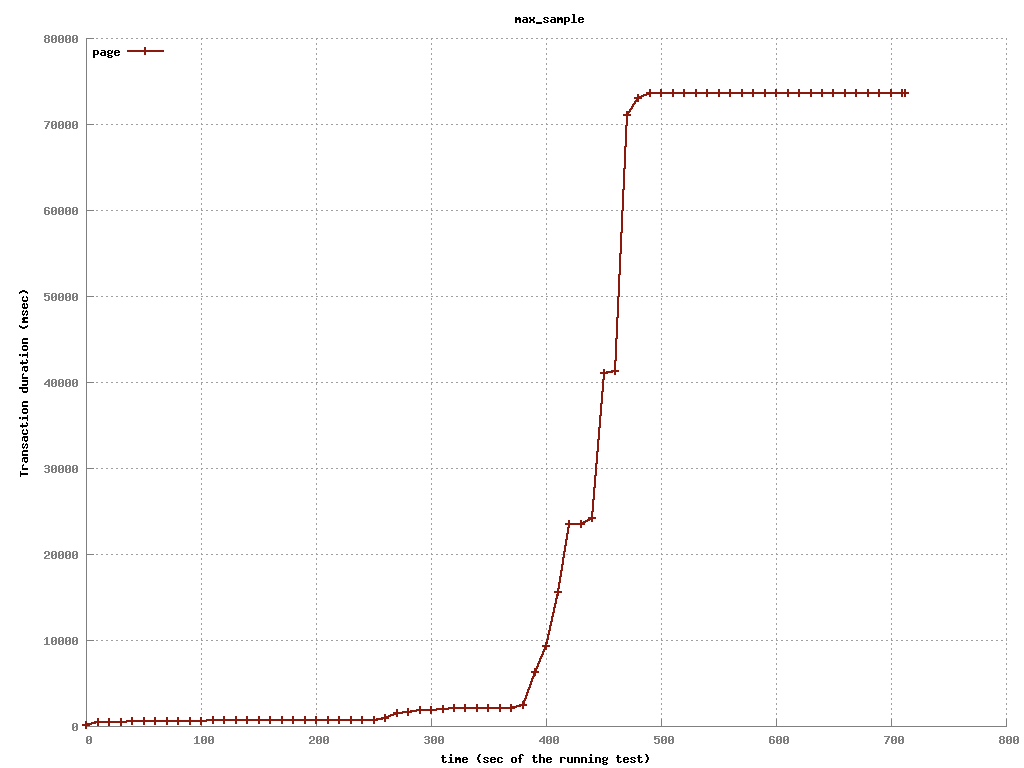 max_sample
page
80000
70000
60000
50000
40000
30000
20000
10000
0
Transaction duration (msec)
0 100 200 300 400 500 600 700 800
time (sec of the running test)